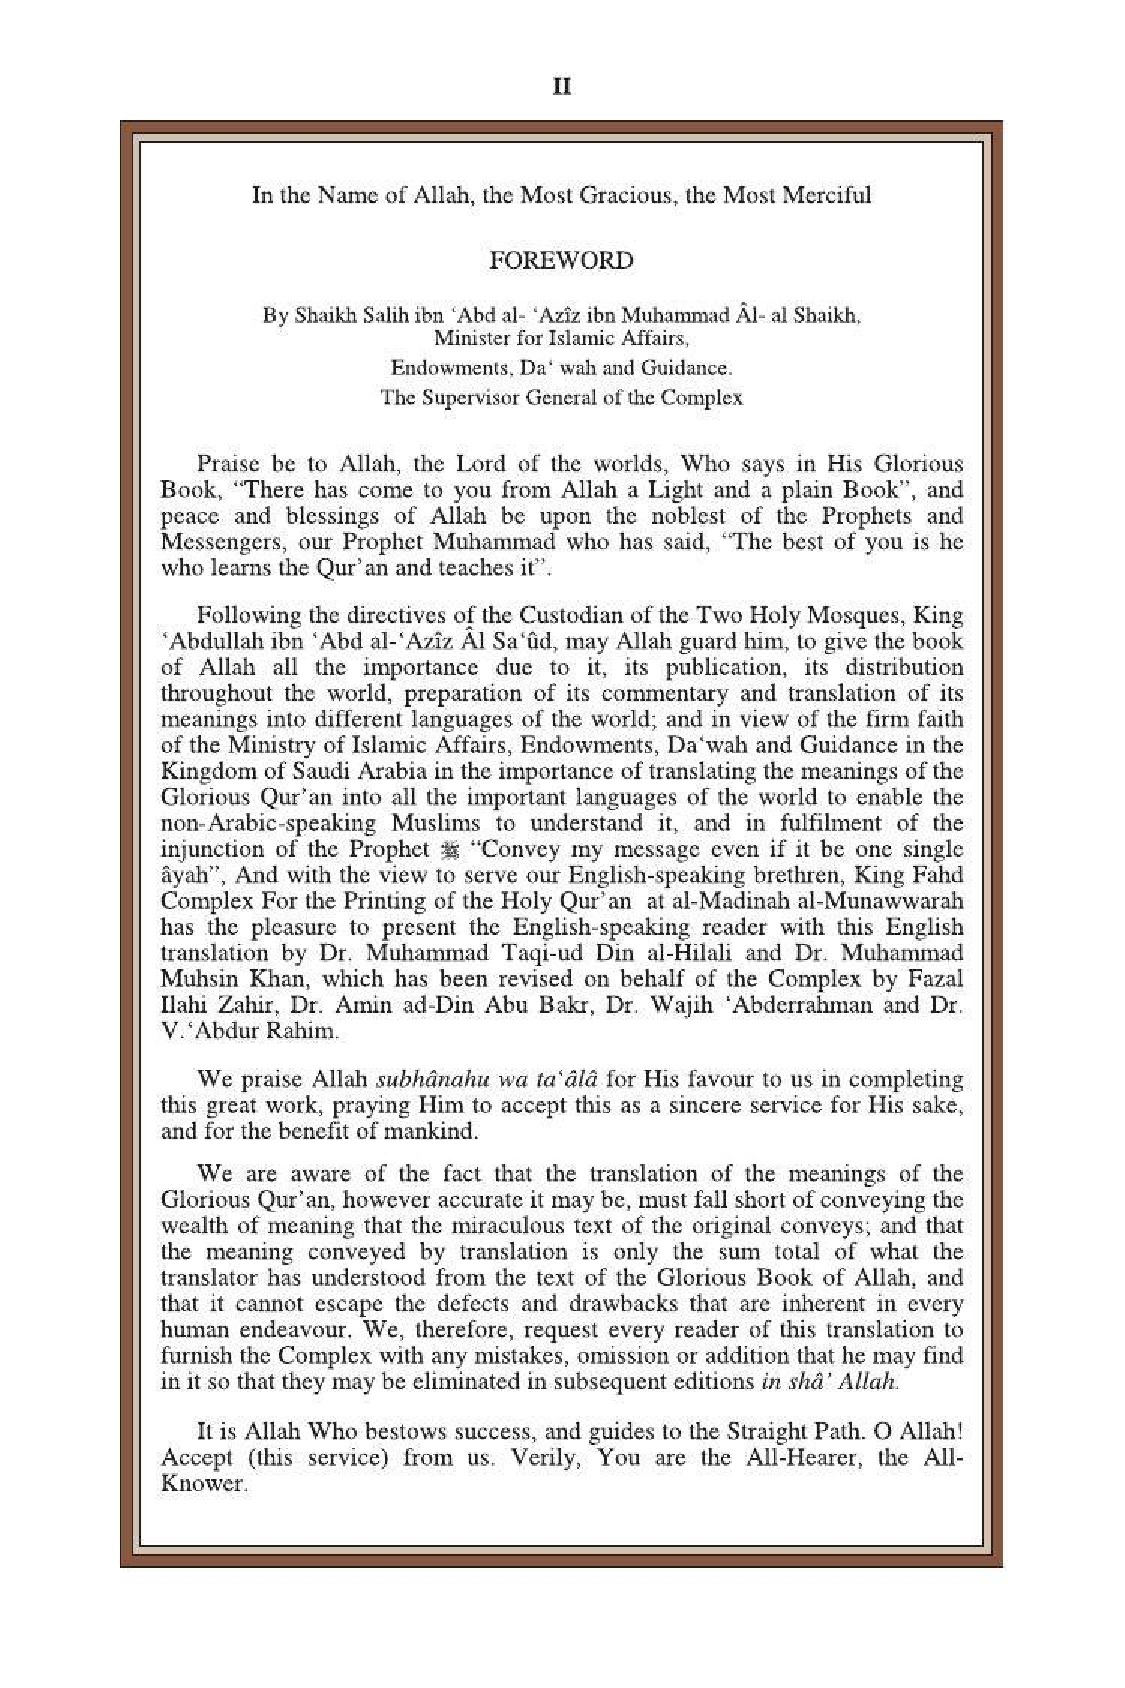 II
In the Name of Allah, the Most Gracious, the Most Merciful
FOREWORD
By Shaikh Salih ibn ‘Abd al- ‘Azîz ibn Muhammad Âl- al Shaikh,
Minister for Islamic Affairs,
Endowments, Da‘ wah and Guidance.
The Supervisor General of the Complex
Praise be to Allah, the Lord of the worlds, Who says in His Glorious
Book, “There has come to you from Allah a Light and a plain Book”, and
peace and blessings of Allah be upon the noblest of the Prophets and
Messengers, our Prophet Muhammad who has said, “The best of you is he
who learns the Qur’an and teaches it”.
Following the directives of the Custodian of the Two Holy Mosques, King
‘Abdullah ibn ‘Abd al-‘Azîz Âl Sa‘ûd, may Allah guard him, to give the book
of Allah all the importance due to it, its publication, its distribution
throughout the world, preparation of its commentary and translation of its
meanings into different languages of the world; and in view of the firm faith
of the Ministry of Islamic Affairs, Endowments, Da‘wah and Guidance in the
Kingdom of Saudi Arabia in the importance of translating the meanings of the
Glorious Qur’an into all the important languages of the world to enable the
non-Arabic-speaking Muslims to understand it, and in fulfilment of the
injunction of the Prophet ﷺ “Convey my message even if it be one single
âyah”, And with the view to serve our English-speaking brethren, King Fahd
Complex For the Printing of the Holy Qur’an at al-Madinah al-Munawwarah
has the pleasure to present the English-speaking reader with this English
translation by Dr. Muhammad Taqi-ud Din al-Hilali and Dr. Muhammad
Muhsin Khan, which has been revised on behalf of the Complex by Fazal
Ilahi Zahir, Dr. Amin ad-Din Abu Bakr, Dr. Wajih ‘Abderrahman and Dr.
V.‘Abdur Rahim.
We praise Allah subhânahu wa ta‘âlâ for His favour to us in completing
this great work, praying Him to accept this as a sincere service for His sake,
and for the benefit of mankind.
We are aware of the fact that the translation of the meanings of the
Glorious Qur’an, however accurate it may be, must fall short of conveying the
wealth of meaning that the miraculous text of the original conveys; and that
the meaning conveyed by translation is only the sum total of what the
translator has understood from the text of the Glorious Book of Allah, and
that it cannot escape the defects and drawbacks that are inherent in every
human endeavour. We, therefore, request every reader of this translation to
furnish the Complex with any mistakes, omission or addition that he may find
in it so that they may be eliminated in subsequent editions in shâ’ Allah.
It is Allah Who bestows success, and guides to the Straight Path. O Allah!
Accept (this service) from us. Verily, You are the All-Hearer, the All-
Knower.